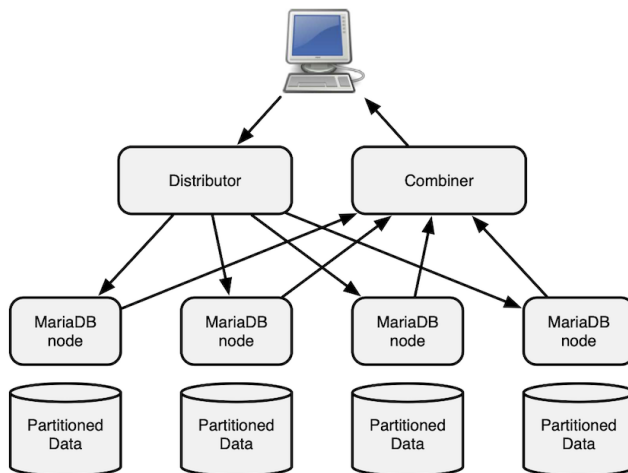 Distributor
Combiner
MariaDB
node
MariaDB
node
MariaDB
node
MariaDB
node
Partitioned
Data
Partitioned
Data
Partitioned
Data
Partitioned
Data